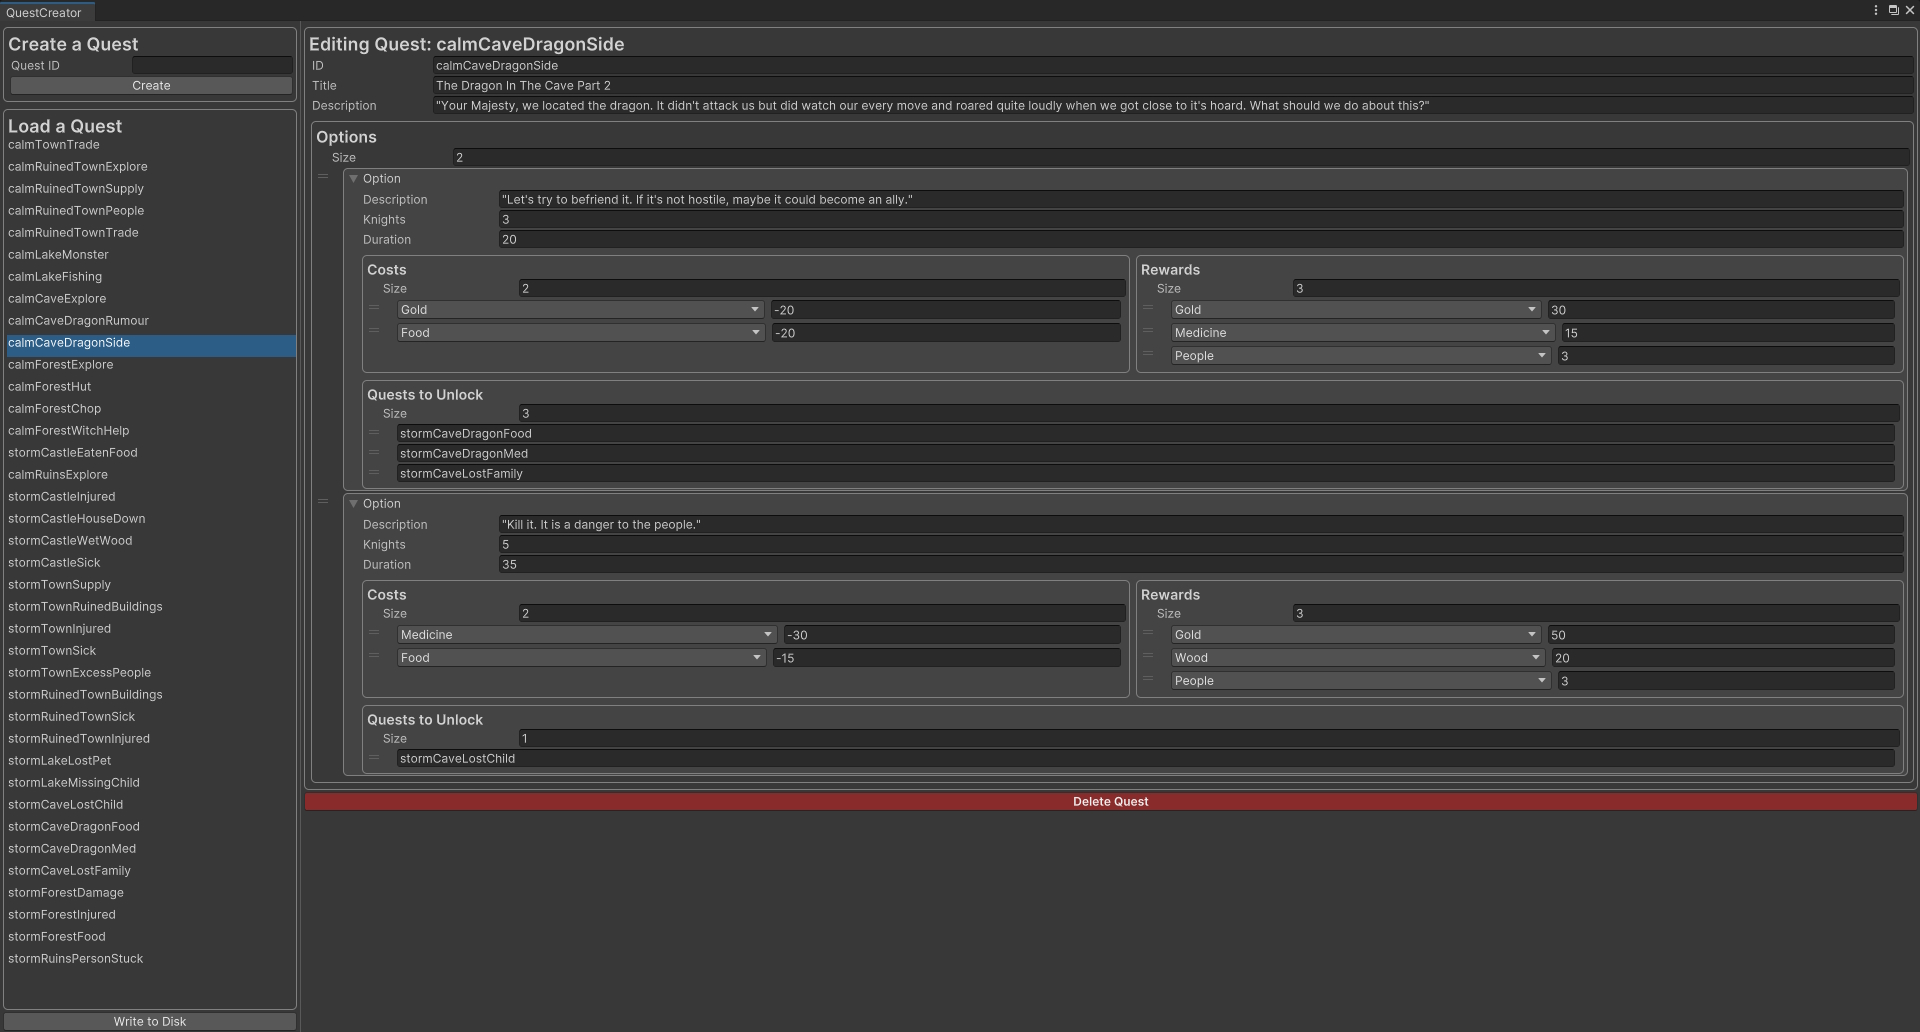 QuestCreator
Create a Quest
Quest ID
Create
Load a Quest
calmTownTrade
calmRuinedTownExplore
calmRuinedTownSupply
calmRuinedTownPeople
calmRuinedTownTrade
calmLakeMonster
calmLakeFishing
calmCaveExplore
calmCaveDragonRumour
calmCaveDragonSide
calmForestExplore
calmForestHut
calmForestChop
calmForestWitchHelp
stormCastleEatenFood
calmRuinsExplore
stormCastleInjured
stormCastleHouseDown
stormCastleWetWood
stormCastleSick
stormTownSupply
stormTownRuinedBuildings
stormTownInjured
stormTownSick
stormTownExcessPeople
stormRuinedTownBuildings
stormRuinedTownSick
stormRuinedTownInjured
stormLakeLostPet
stormLakeMissingChild
stormCaveLostChild
stormCaveDragonFood
stormCaveDragonMed
stormCaveLostFamily
stormForestDamage
stormForestInjured
stormForestFood
stormRuinsPersonStuck
Write to Disk
Editing Quest: calmCaveDragonSide
ID calmCaveDragonSide
Title The Dragon In The Cave Part 2
Description "Your Majesty, we located the dragon. It didn't attack us but did watch our every move and roared quite loudly when we got close to it's hoard. What should we do about this?"
Options
Size 2
Option
Description "Let's try to befriend it. If it's not hostile, maybe it could become an ally."
Knights 3
Duration 20
Costs
Size 2
Gold -20
Food -20
Rewards
Size 3
Gold 30
Medicine 15
People 3
Quests to Unlock
Size 3
stormCaveDragonFood
stormCaveDragonMed
stormCaveLostFamily
Option
Description "Kill it. It is a danger to the people."
Knights 5
Duration 35
Costs
Size 2
Medicine -30
Food -15
Rewards
Size 3
Gold 50
Wood 20
People 3
Quests to Unlock
Size 1
stormCaveLostChild
Delete Quest